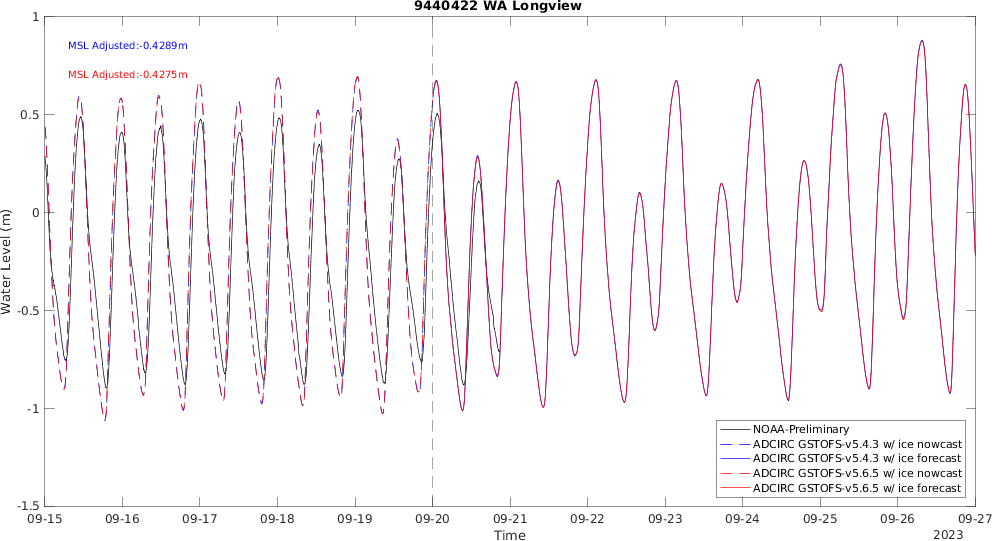 9440422 WA Longview
MSL Adjusted:-0.4289m
MSL Adjusted:-0.4275m
1
0.5
0
-0.5
-1
-1.5
Water Level (m)
NOAA-Preliminary
ADCIRC GSTOFS-v5.4.3 w/ ice nowcast
ADCIRC GSTOFS-v5.4.3 w/ ice forecast
ADCIRC GSTOFS-v5.6.5 w/ ice nowcast
ADCIRC GSTOFS-v5.6.5 w/ ice forecast
09-15 09-16 09-17 09-18 09-19 09-20 09-21 09-22 09-23 09-24 09-25 09-26 09-27
Time
2023